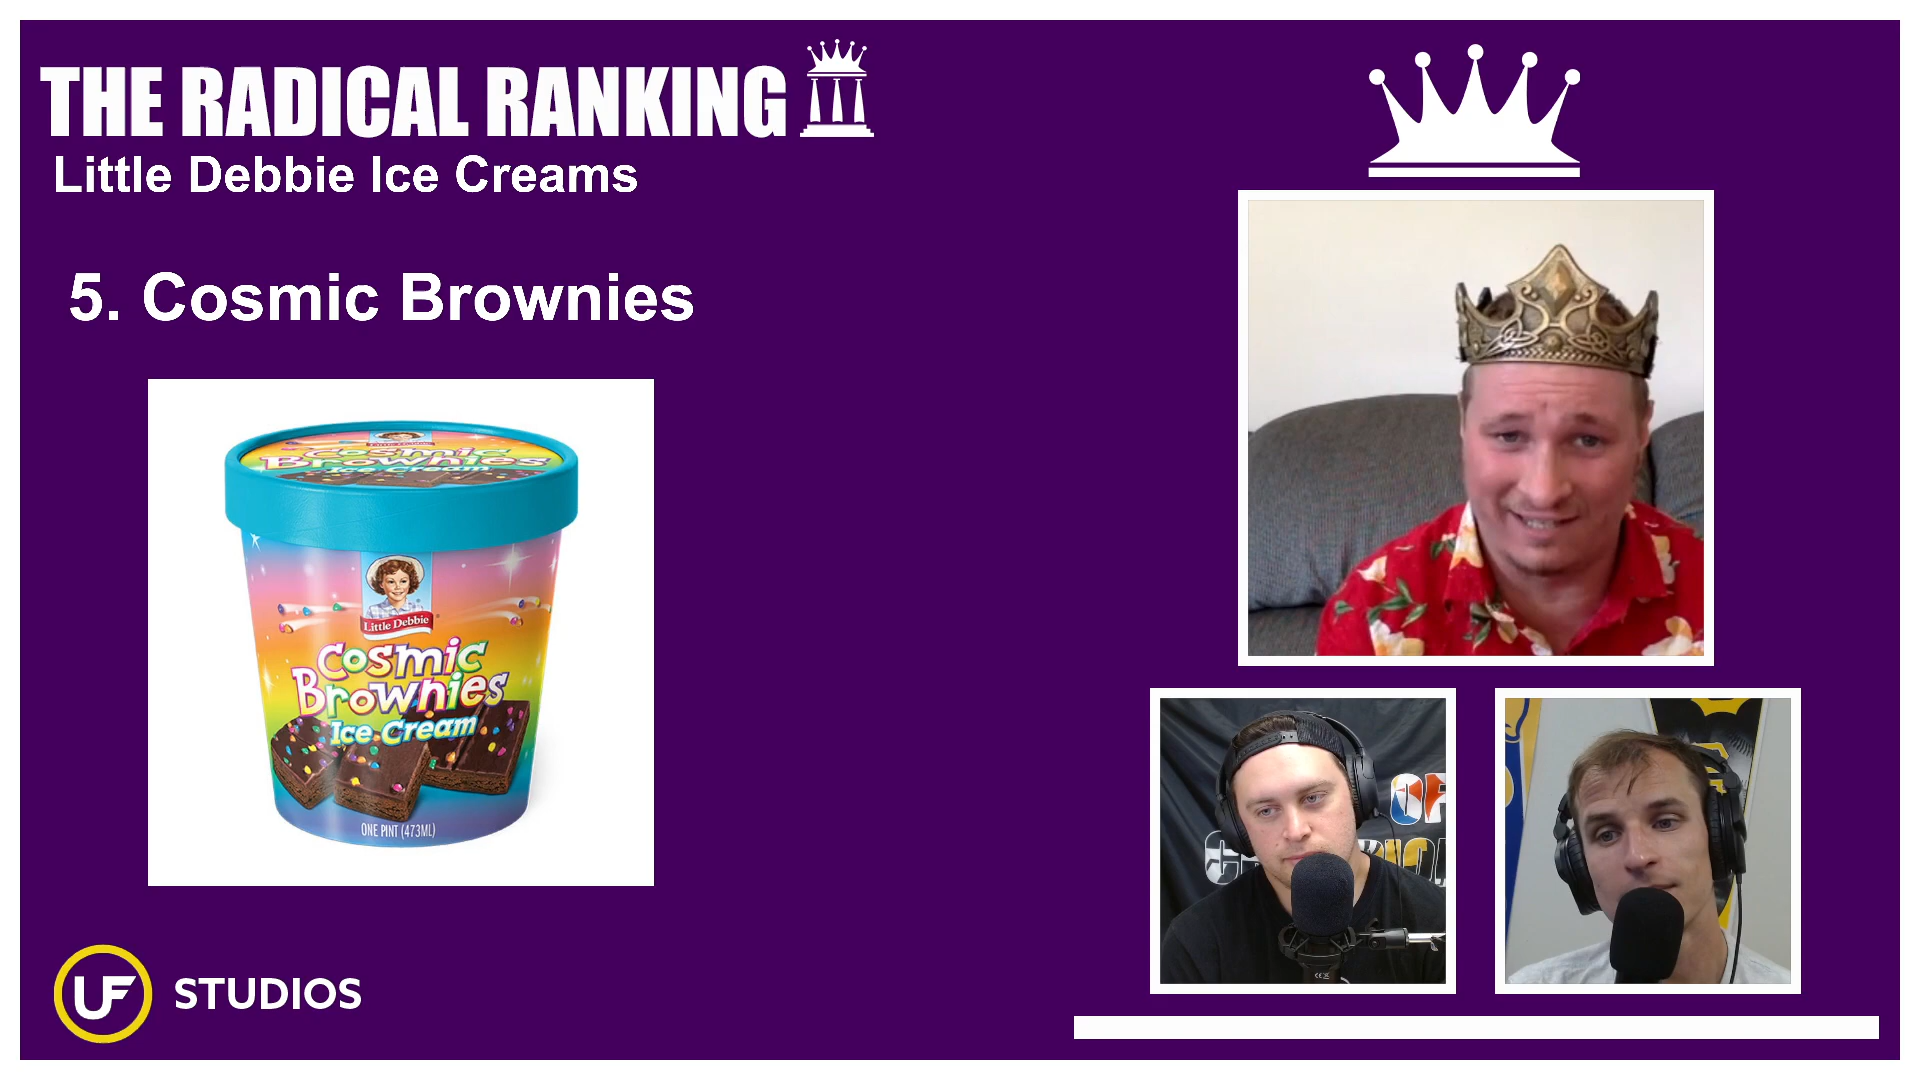 THE RADICAL RANKING
Little Debbie Ice Creams
5. Cosmic Brownies
Cosmic
Brownies
Ice Cream
Little Debbie
Cosmic
Brownies
Ice Cream
ONE PINT (473ML)
UF STUDIOS